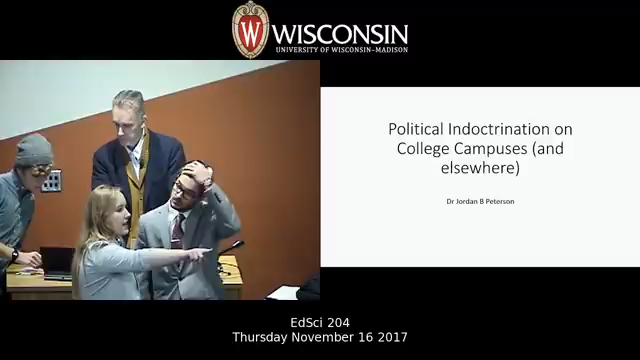 W
WISCONSIN
UNIVERSITY OF WISCONSIN–MADISON
Political Indoctrination on
College Campuses (and
elsewhere)
Dr Jordan B Peterson
EdSci 204
Thursday November 16 2017